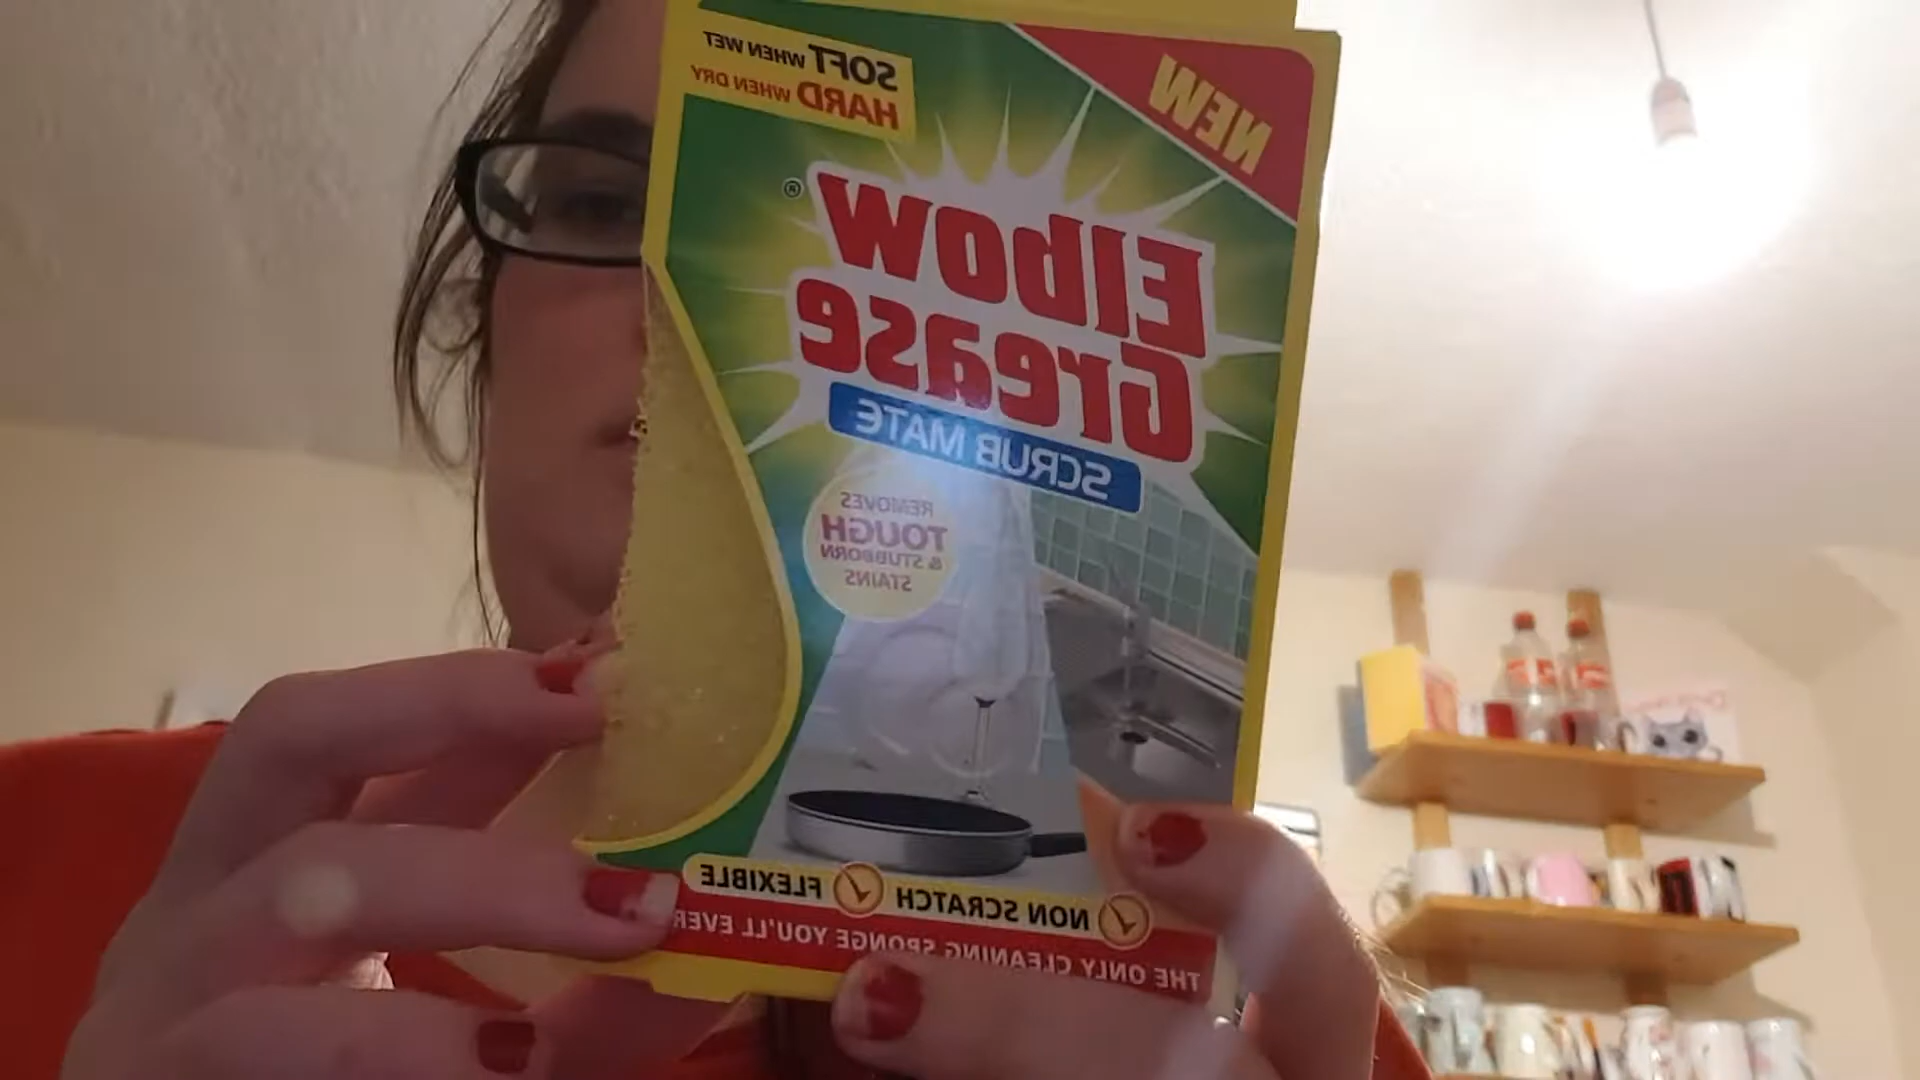 SOFT WHEN WET
HARD WHEN DRY
NEW
Elbow
Grease®
SCRUB MATE
REMOVES
TOUGH
& STUBBORN
STAINS
NON SCRATCH FLEXIBLE
THE ONLY CLEANING SPONGE YOU'LL EVER